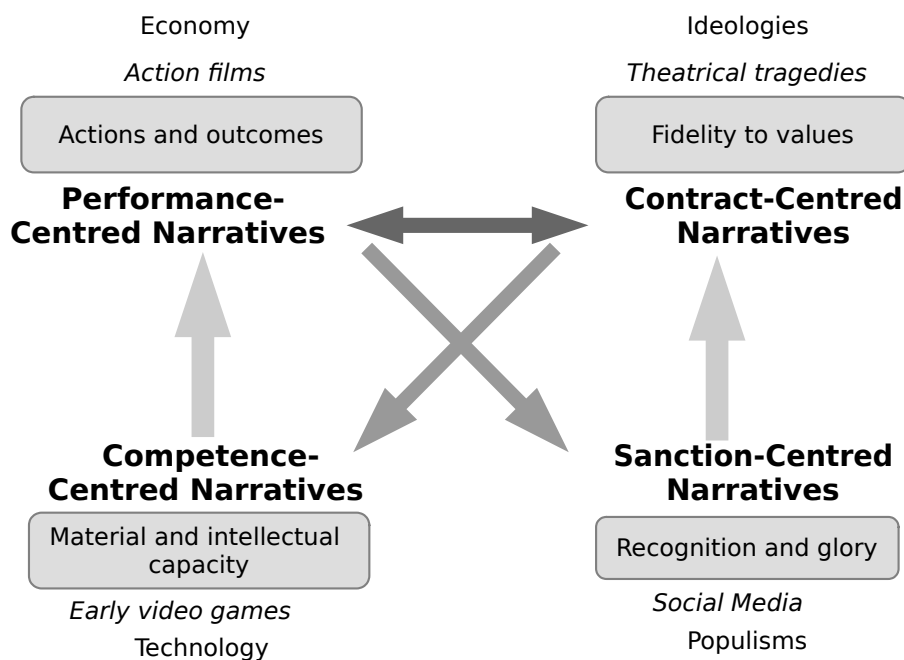 Economy
Action films
Actions and outcomes
Performance-
Centred Narratives
Ideologies
Theatrical tragedies
Fidelity to values
Contract-Centred
Narratives
Competence-
Centred Narratives
Material and intellectual
capacity
Early video games
Technology
Sanction-Centred
Narratives
Recognition and glory
Social Media
Populisms